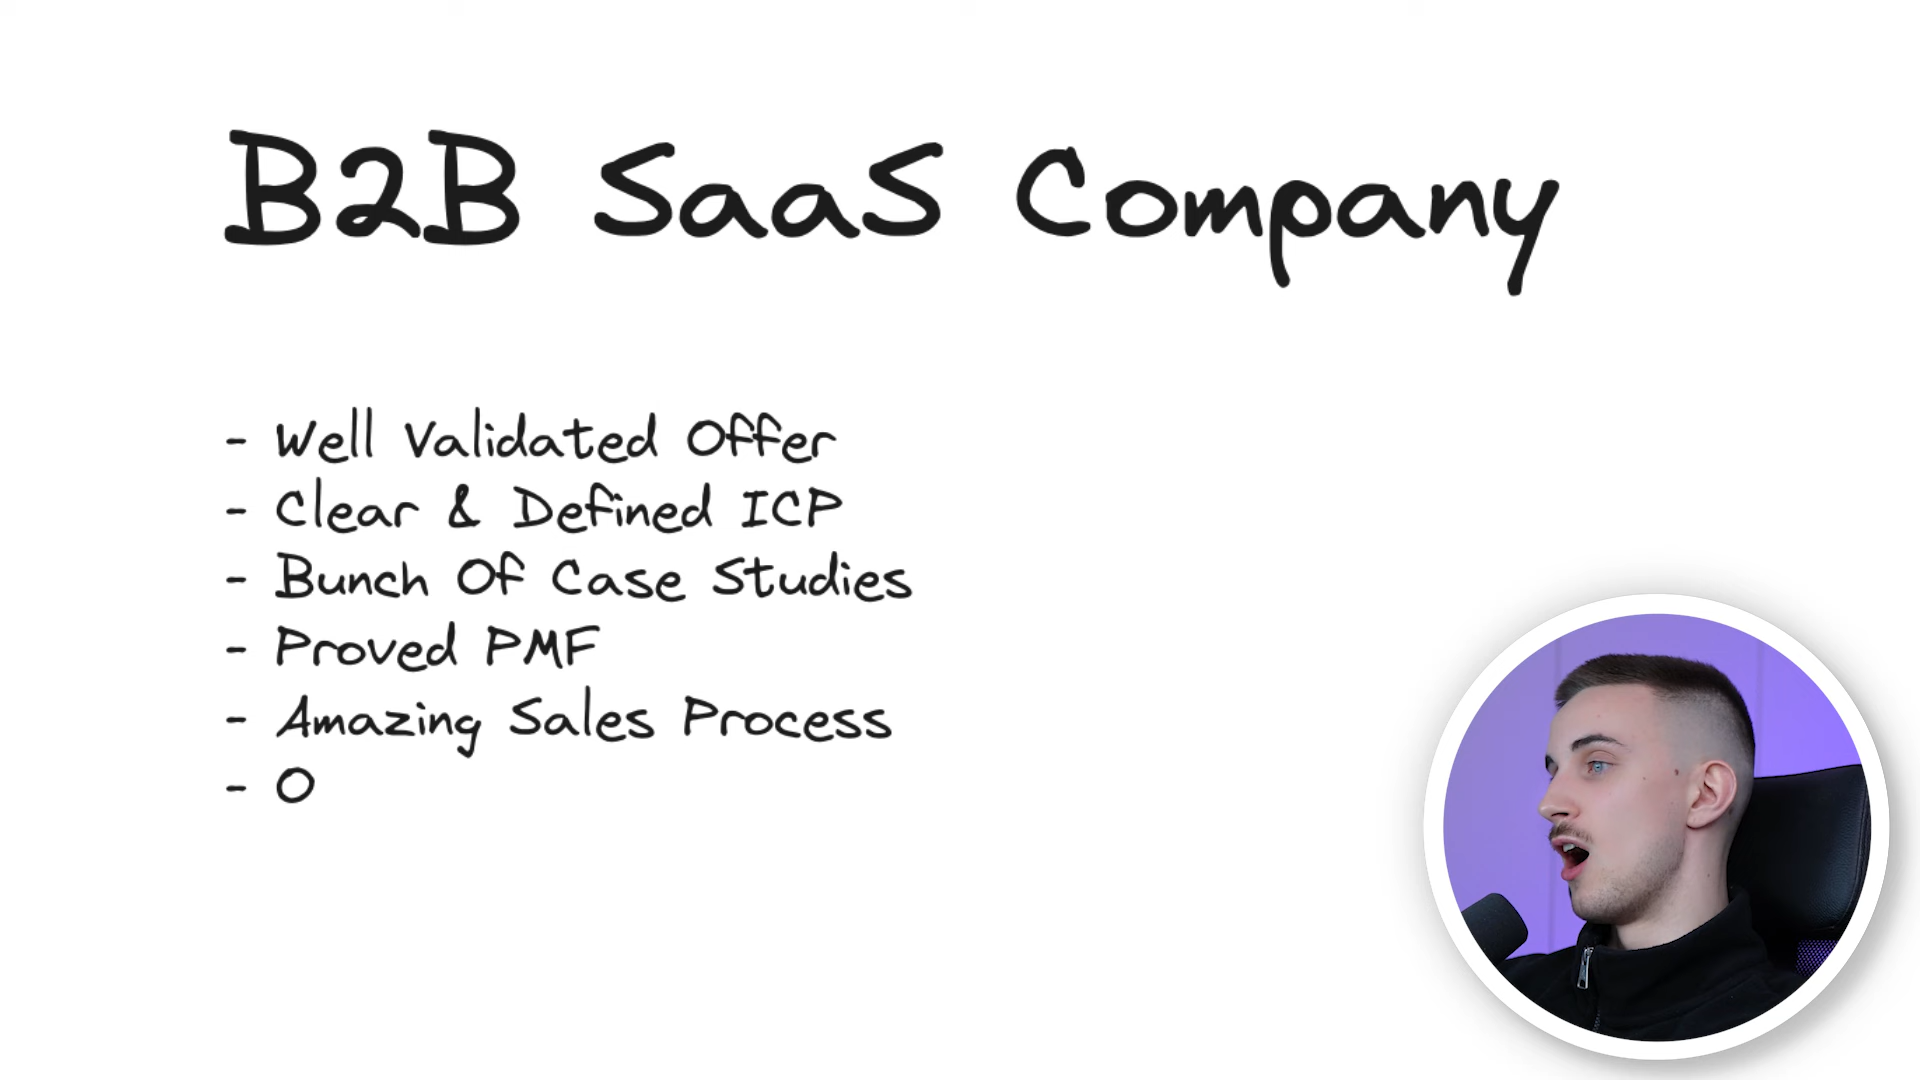 B2B SaaS Company
- Well Validated Offer
- Clear & Defined ICP
- Bunch Of Case Studies
- Proved PMF
- Amazing Sales Process
- O